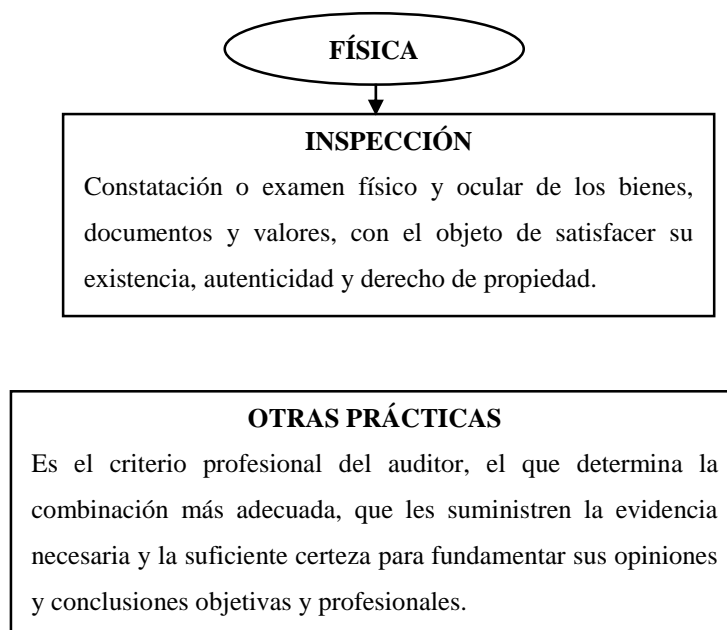 FÍSICA
INSPECCIÓN
Constatación o examen físico y ocular de los bienes,
documentos y valores, con el objeto de satisfacer su
existencia, autenticidad y derecho de propiedad.
OTRAS PRÁCTICAS
Es el criterio profesional del auditor, el que determina la
combinación más adecuada, que les suministren la evidencia
necesaria y la suficiente certeza para fundamentar sus opiniones
y conclusiones objetivas y profesionales.